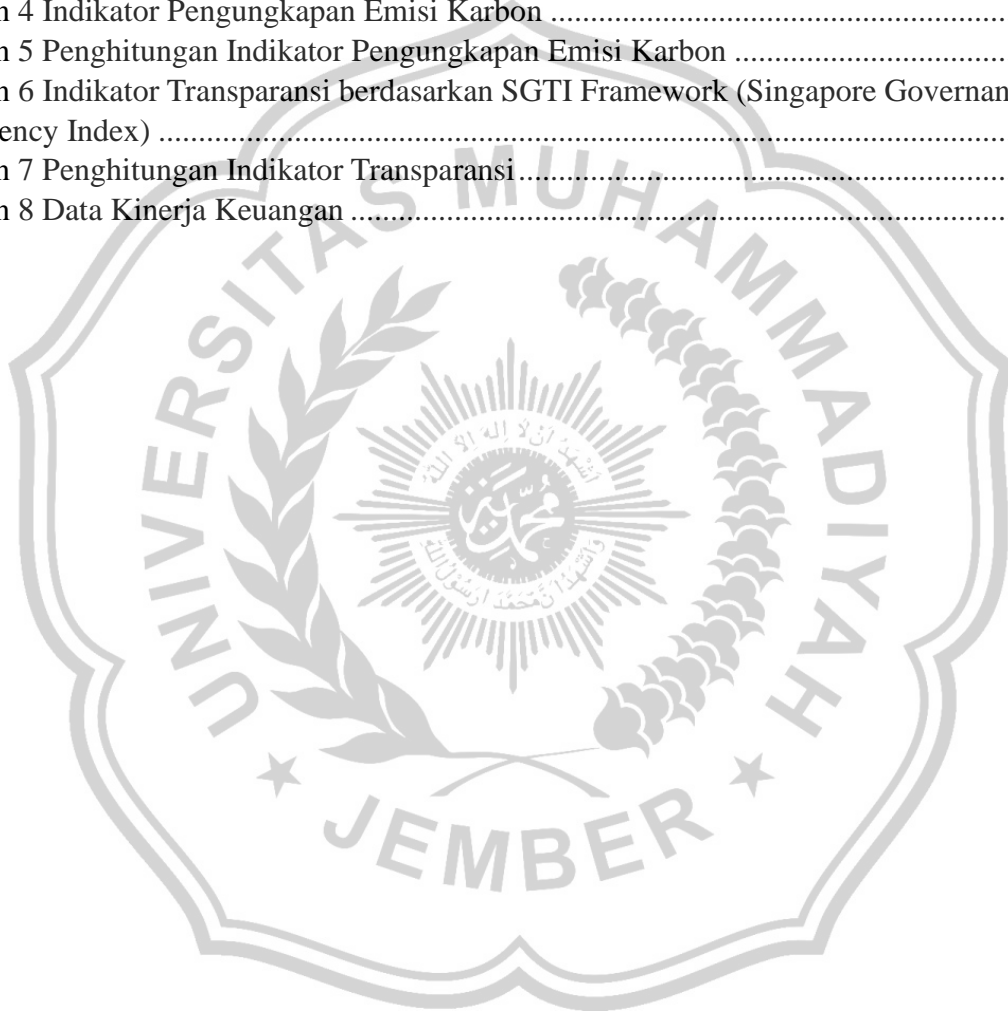 n 4 Indikator Pengungkapan Emisi Karbon ........................................................
n 5 Penghitungan Indikator Pengungkapan Emisi Karbon ..................................
n 6 Indikator Transparansi berdasarkan SGTI Framework (Singapore Governan
ency Index) .........................................................................................................
n 7 Penghitungan Indikator Transparansi.............................................................
n 8 Data Kinerja Keuangan ..................................................................................
UNIVERSITAS MUHAMMADIYAH
JEMBER